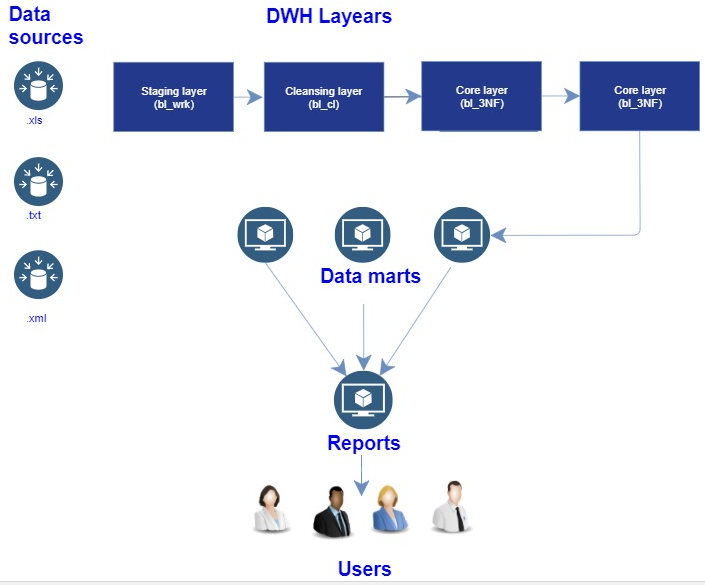 Data
sources
DWH Layears
.xls
.txt
.xml
Staging layer
(bl_wrk)
Cleansing layer
(bl_cl)
Core layer
(bl_3NF)
Core layer
(bl_3NF)
Data marts
Reports
Users